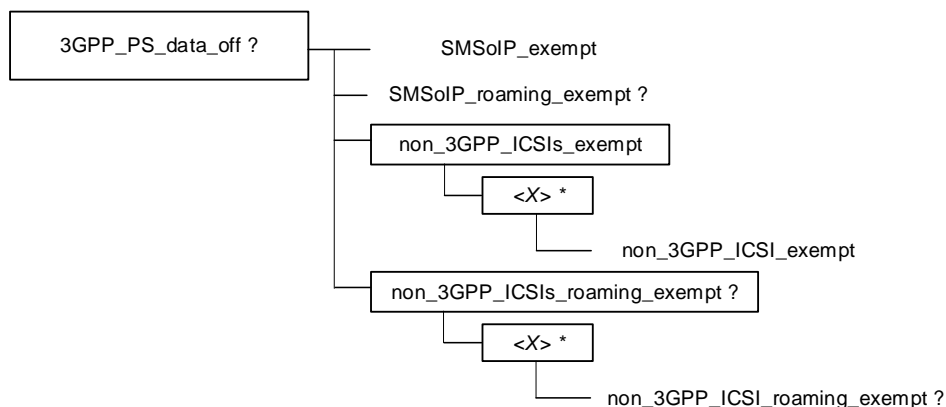 3GPP_PS_data_off ?
SMSoIP_exempt
SMSoIP_roaming_exempt ?
non_3GPP_ICSIs_exempt
<X> *
non_3GPP_ICSI_exempt
non_3GPP_ICSIs_roaming_exempt ?
<X> *
non_3GPP_ICSI_roaming_exempt ?